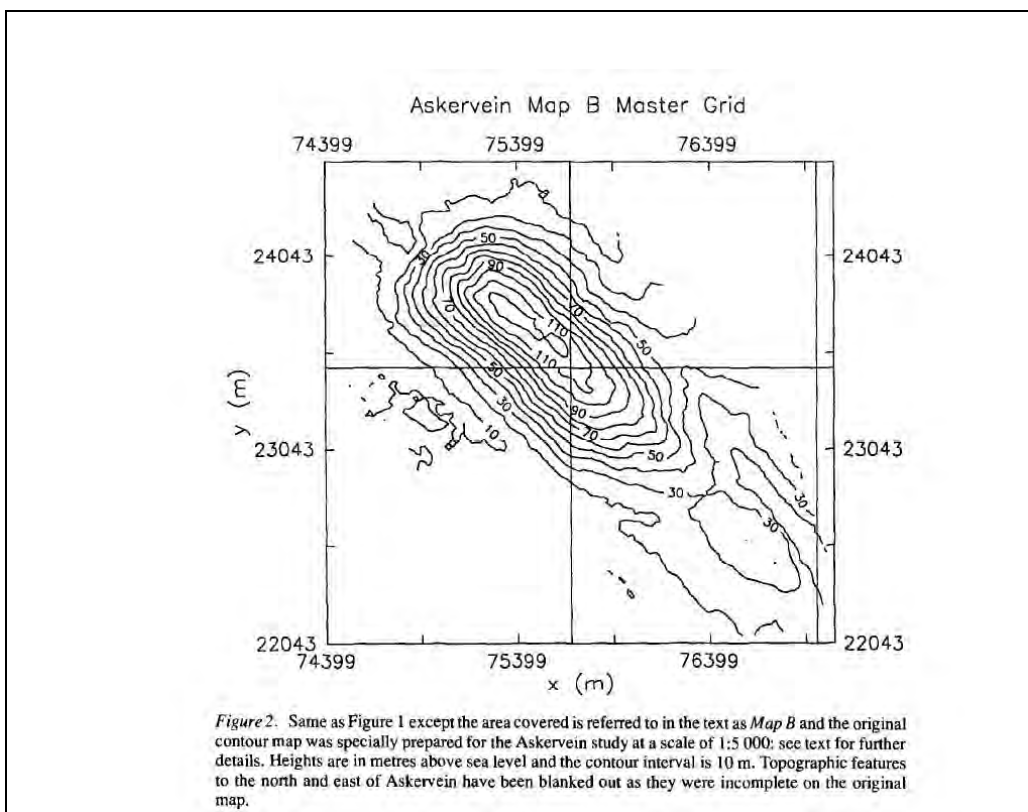 Askervein Map B Master Grid
74399 75399 76399
24043 24043
50
30
90
70
70
110
50
110
50
30
10
90
70
50
30
30
30
23043 23043
22043 22043
74399 75399 76399
x (m)
y (m)
Figure 2. Same as Figure 1 except the area covered is referred to in the text as Map B and the original
contour map was specially prepared for the Askervein study at a scale of 1:5 000: see text for further
details. Heights are in metres above sea level and the contour interval is 10 m. Topographic features
to the north and east of Askervein have been blanked out as they were incomplete on the original
map.